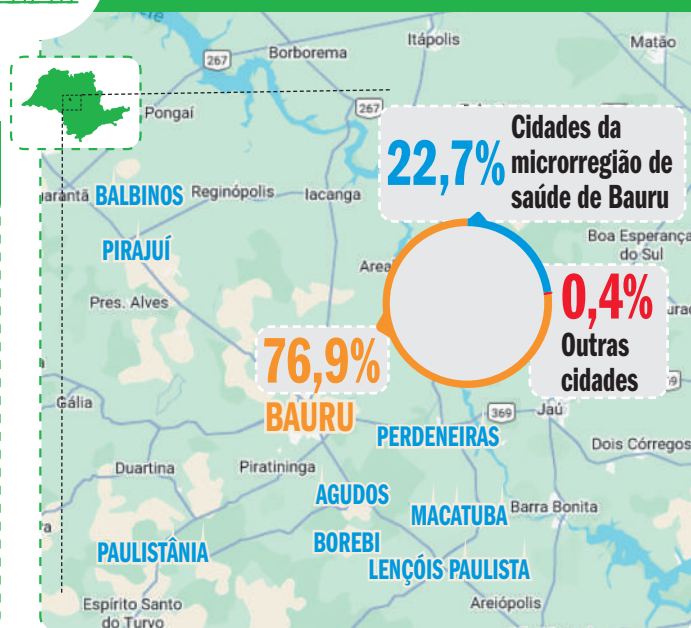 Itápolis
Matão
267
Borborema
267
Pongaí
22,7%
Cidades da
microrregião de
saúde de Bauru
arantã
BALBINOS
Reginópolis
Iacanga
PIRAJUÍ
Boa Esperança
do Sul
Area
Pres. Alves
0,4%
Outras
cidades
76,9%
BAURU
Gália
369
Jaú
PERDENEIRAS
Dois Córregos
Duartina
Piratininga
AGUDOS
MACATUBA
Barra Bonita
PAULISTÂNIA
BOREBI
LENÇÓIS PAULISTA
Espírito Santo
do Turvo
Areiópolis